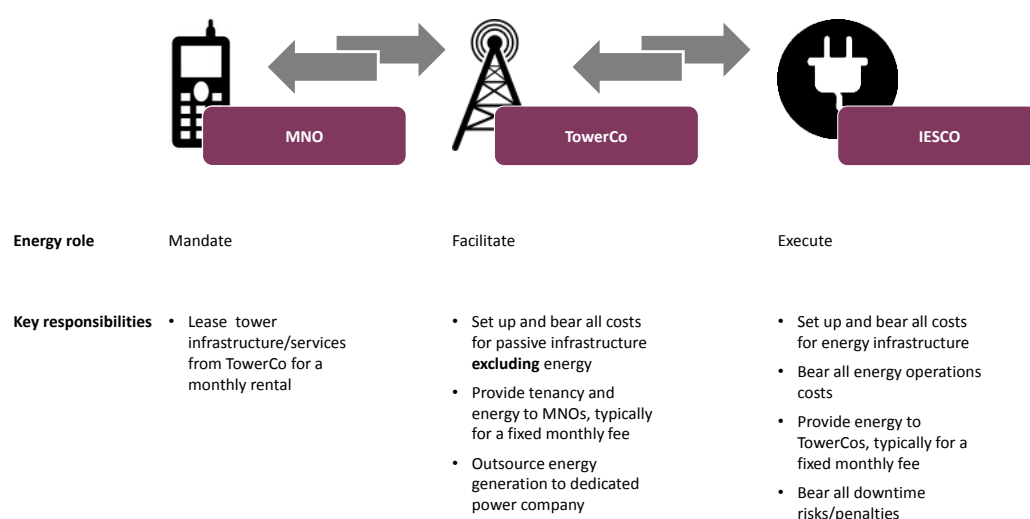 MNO
TowerCo
IESCO
Energy role
Mandate
Facilitate
Execute
Key responsibilities
• Lease tower
infrastructure/services
from TowerCo for a
monthly rental
• Set up and bear all costs
for passive infrastructure
excluding energy
• Provide tenancy and
energy to MNOs, typically
for a fixed monthly fee
• Outsource energy
generation to dedicated
power company
• Set up and bear all costs
for energy infrastructure
• Bear all energy operations
costs
• Provide energy to
TowerCos, typically for a
fixed monthly fee
• Bear all downtime
risks/penalties